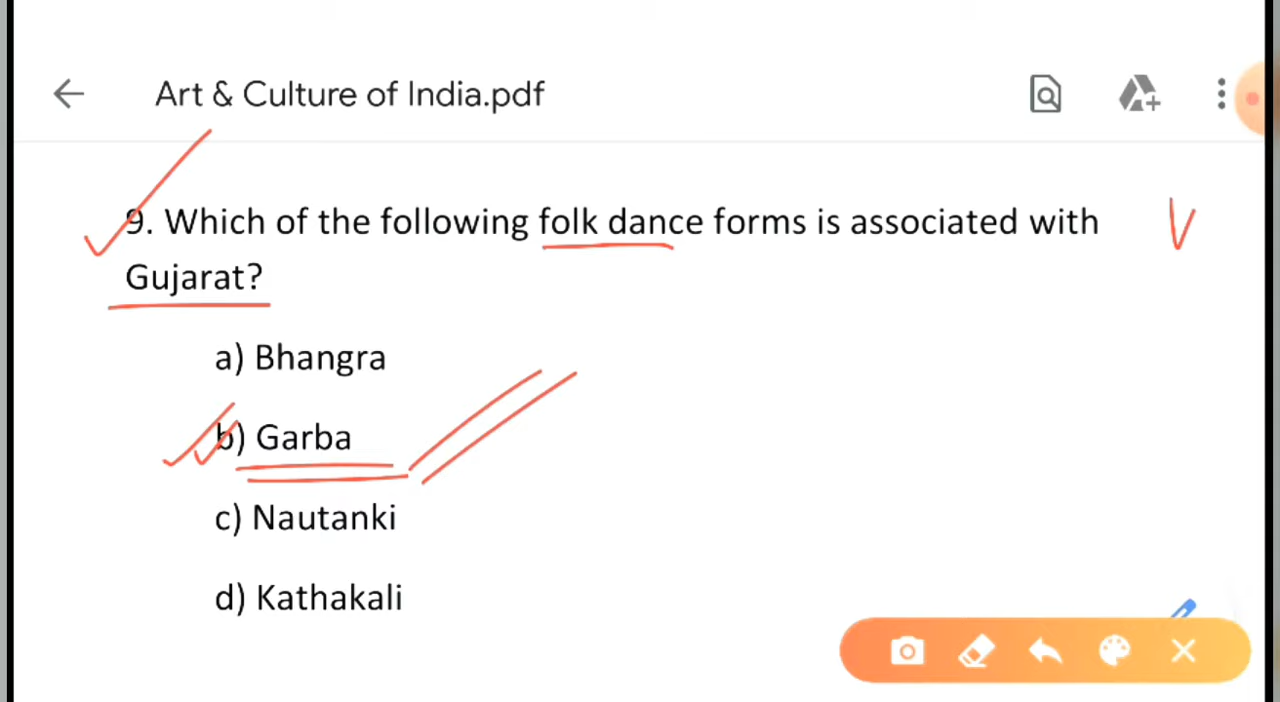 Art & Culture of India.pdf
9. Which of the following folk dance forms is associated with
Gujarat?
a) Bhangra
b) Garba
c) Nautanki
d) Kathakali